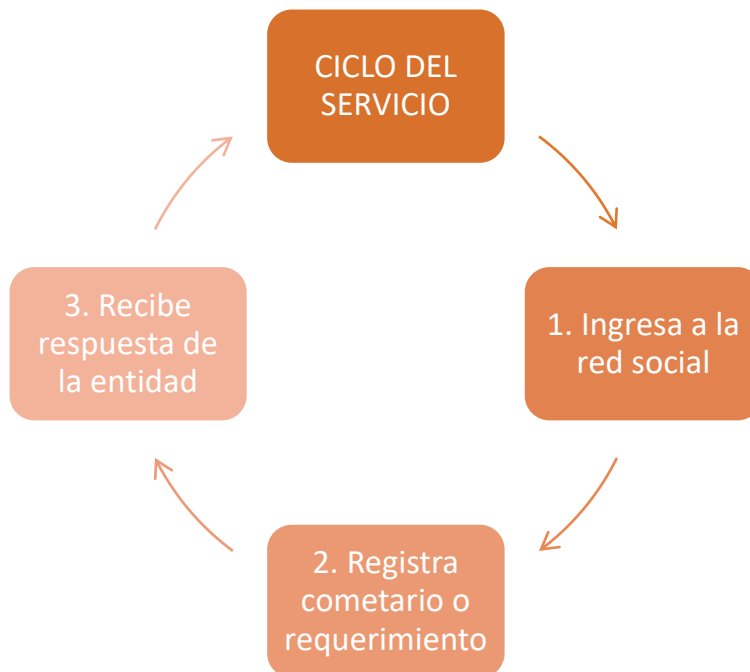 CICLO DEL
SERVICIO
1. Ingresa a la
red social
2. Registra
cometario o
requerimiento
3. Recibe
respuesta de
la entidad